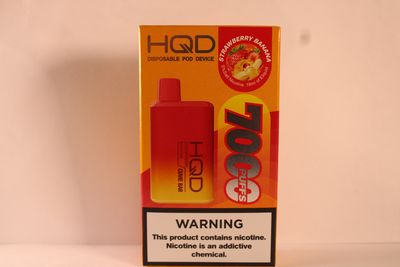 HQD
DISPOSABLE POD DEVICE
STRAWBERRY BANANA
7000
PUFFS
HQD
WARNING
This product contains nicotine.
Nicotine is an addictive
chemical.